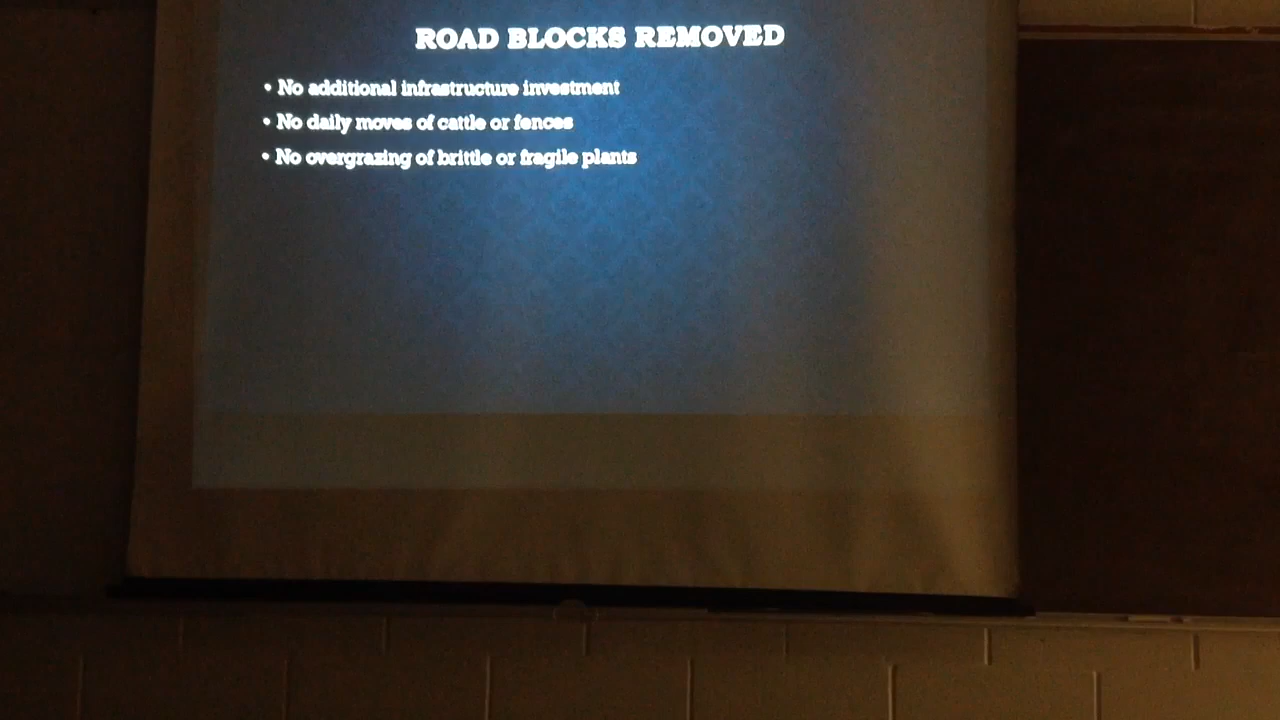 ROAD BLOCKS REMOVED
• No additional infrastructure investment
• No daily moves of cattle or fences
• No overgrazing of brittle or fragile plants